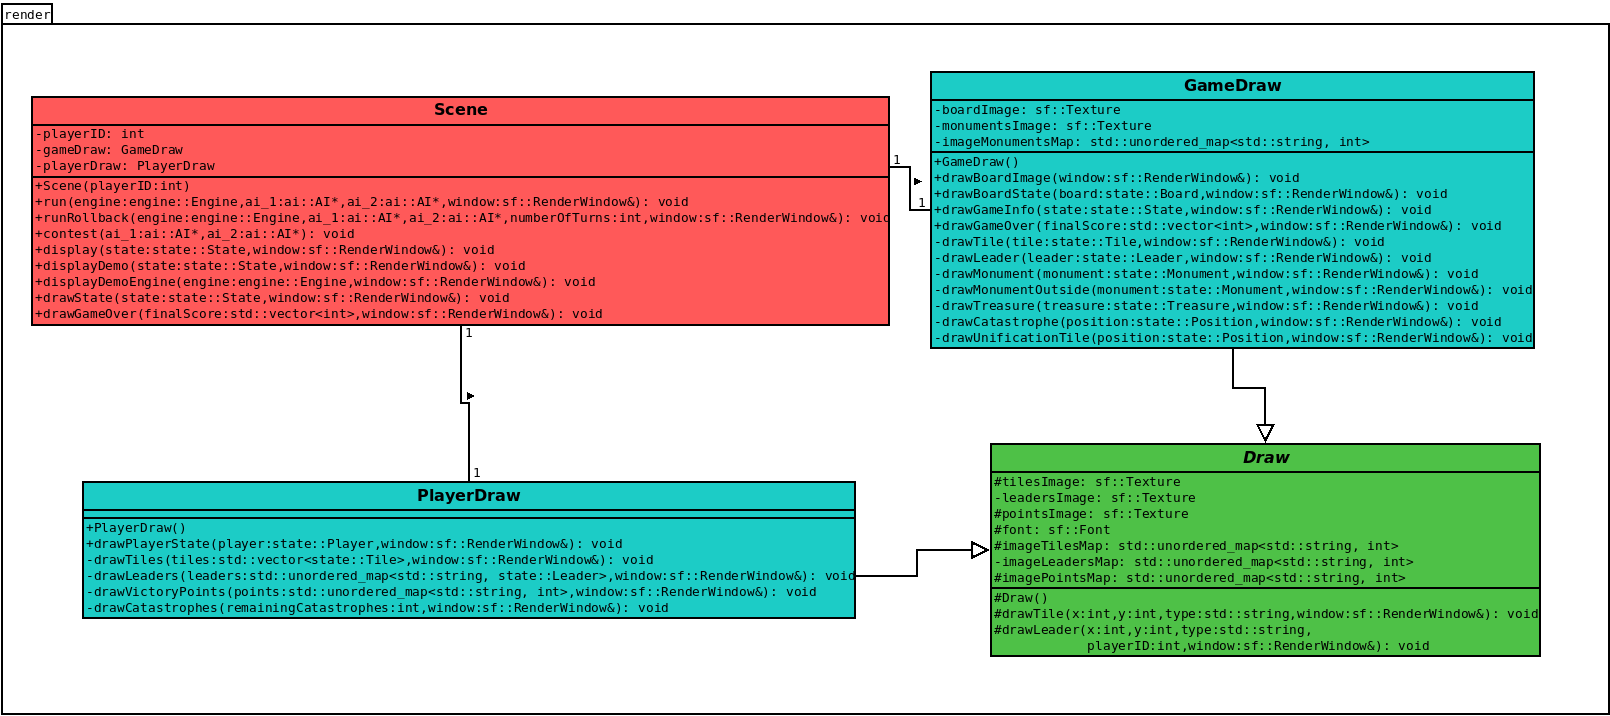 render
Scene
-playerID: int
-gameDraw: GameDraw
-playerDraw: PlayerDraw
+Scene(playerID:int)
+run(engine:engine::Engine,ai_1:ai::AI*,ai_2:ai::AI*,window:sf::RenderWindow&): void
+runRollback(engine:engine::Engine,ai_1:ai::AI*,ai_2:ai::AI*,numberOfTurns:int,window:sf::RenderWindow&): void
+contest(ai_1:ai::AI*,ai_2:ai::AI*): void
+display(state:state::State,window:sf::RenderWindow&): void
+displayDemo(state:state::State,window:sf::RenderWindow&): void
+displayDemoEngine(engine:engine::Engine,window:sf::RenderWindow&): void
+drawState(state:state::State,window:sf::RenderWindow&): void
+drawGameOver(finalScore:std::vector<int>,window:sf::RenderWindow&): void
1
1
GameDraw
-boardImage: sf::Texture
-monumentsImage: sf::Texture
-imageMonumentsMap: std::unordered_map<std::string, int>
+GameDraw()
+drawBoardImage(window:sf::RenderWindow&): void
+drawBoardState(board:state::Board,window:sf::RenderWindow&): void
+drawGameInfo(state:state::State,window:sf::RenderWindow&): void
+drawGameOver(finalScore:std::vector<int>,window:sf::RenderWindow&): void
-drawTile(tile:state::Tile,window:sf::RenderWindow&): void
-drawLeader(leader:state::Leader,window:sf::RenderWindow&): void
-drawMonument(monument:state::Monument,window:sf::RenderWindow&): void
-drawMonumentOutside(monument:state::Monument,window:sf::RenderWindow&): void
-drawTreasure(treasure:state::Treasure,window:sf::RenderWindow&): void
-drawCatastrophe(position:state::Position,window:sf::RenderWindow&): void
-drawUnificationTile(position:state::Position,window:sf::RenderWindow&): void
1
1
PlayerDraw
+PlayerDraw()
+drawPlayerState(player:state::Player,window:sf::RenderWindow&): void
-drawTiles(tiles:std::vector<state::Tile>,window:sf::RenderWindow&): void
-drawLeaders(leaders:std::unordered_map<std::string, state::Leader>,window:sf::RenderWindow&): void
-drawVictoryPoints(points:std::unordered_map<std::string, int>,window:sf::RenderWindow&): void
-drawCatastrophes(remainingCatastrophes:int,window:sf::RenderWindow&): void
Draw
#tilesImage: sf::Texture
-leadersImage: sf::Texture
#pointsImage: sf::Texture
#font: sf::Font
#imageTilesMap: std::unordered_map<std::string, int>
-imageLeadersMap: std::unordered_map<std::string, int>
#imagePointsMap: std::unordered_map<std::string, int>
#Draw()
#drawTile(x:int,y:int,type:std::string,window:sf::RenderWindow&): void
#drawLeader(x:int,y:int,type:std::string,
playerID:int,window:sf::RenderWindow&): void